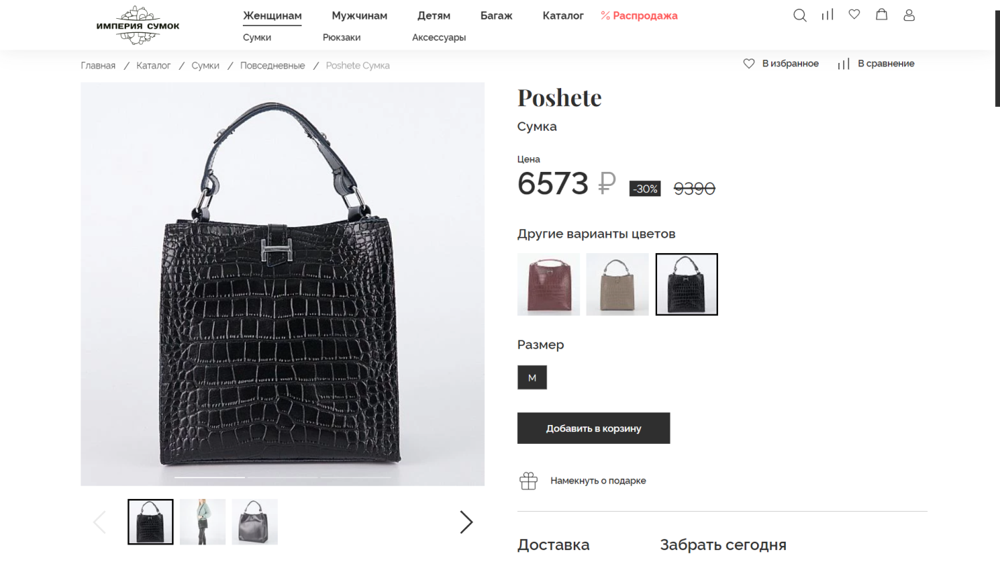 ИМПЕРИЯ СУМОК
Женщинам Мужчинам Детям Багаж Каталог % Распродажа
Сумки Рюкзаки Аксессуары
Главная / Каталог / Сумки / Повседневные / Poshete Сумка
В избранное В сравнение
Poshete
Сумка
Цена
6573 ₽ -30% 9390
Другие варианты цветов
Размер
M
Добавить в корзину
Намекнуть о подарке
Доставка Забрать сегодня